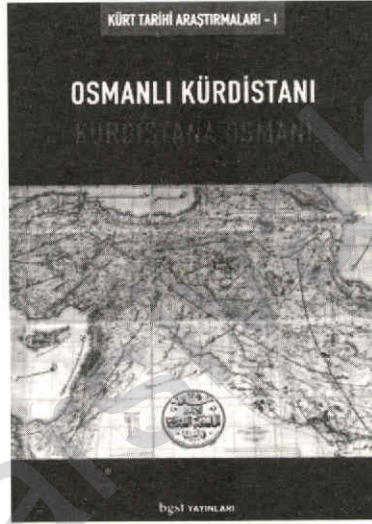 KÜRT TARİHİ ARAŞTIRMALARI - I
OSMANLI KÜRDİSTANI
KURDISTANA OSMANÎ
bgst YAYINLARI